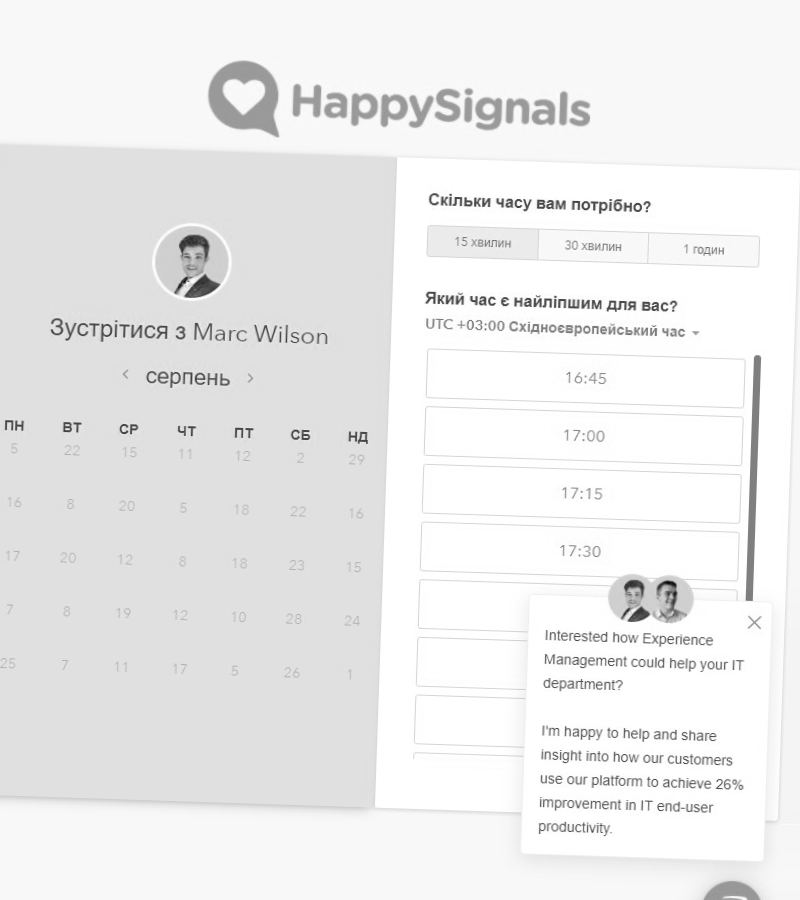 HappySignals
Зустрітися з Marc Wilson
серпень
ПН ВТ СР ЧТ ПТ СБ НД
5 22 15 11 12 2 29
16 8 20 5 18 22 16
17 20 12 8 18 23 15
7 8 19 12 10 28 24
25 7 11 17 5 26 1
Скільки часу вам потрібно?
15 хвилин 30 хвилин 1 годин
Який час є найліпшим для вас?
UTC +03:00 Східноєвропейський час
16:45
17:00
17:15
17:30
Interested how Experience
Management could help your IT
department?
I'm happy to help and share
insight into how our customers
use our platform to achieve 26%
improvement in IT end-user
productivity.